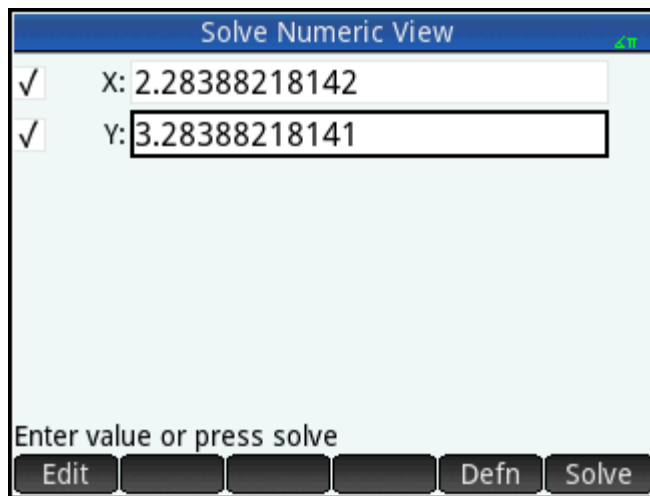 Solve Numeric View
∡π
√ X: 2.28388218142
√ Y: 3.28388218141
Enter value or press solve
Edit Defn Solve